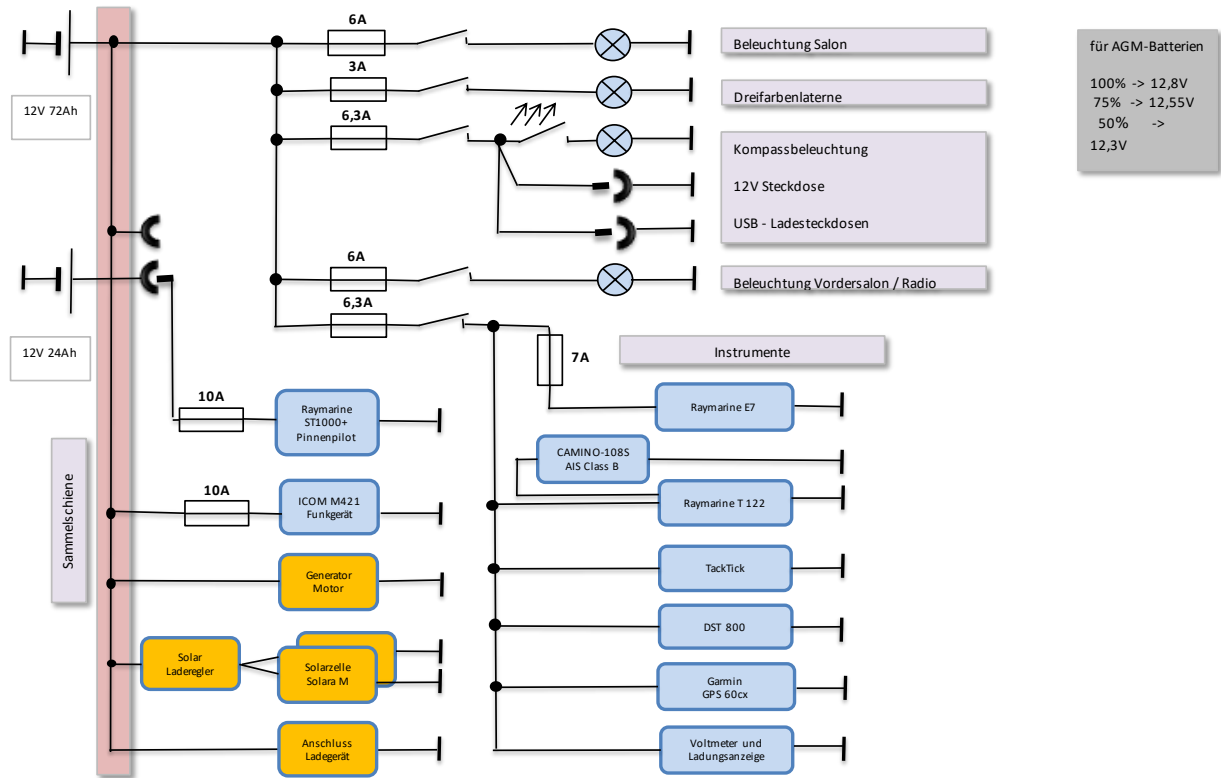 6A
Beleuchtung Salon
für AGM-Batterien
100% -> 12,8V
75% -> 12,55V
50% ->
12,3V
3A
Dreifarbenlaterne
12V 72Ah
6,3A
Kompassbeleuchtung
12V Steckdose
USB - Ladesteckdosen
6A
Beleuchtung Vordersalon / Radio
6,3A
12V 24Ah
7A
Instrumente
10A
Raymarine
ST1000+
Pinnenpilot
Raymarine E7
CAMINO-108S
AIS Class B
Sammelschiene
10A
ICOM M421
Funkgerät
Raymarine T 122
Generator
Motor
TackTick
DST 800
Solar
Laderegler
Solarzelle
Solara M
Garmin
GPS 60cx
Anschluss
Ladegerät
Voltmeter und
Ladungsanzeige